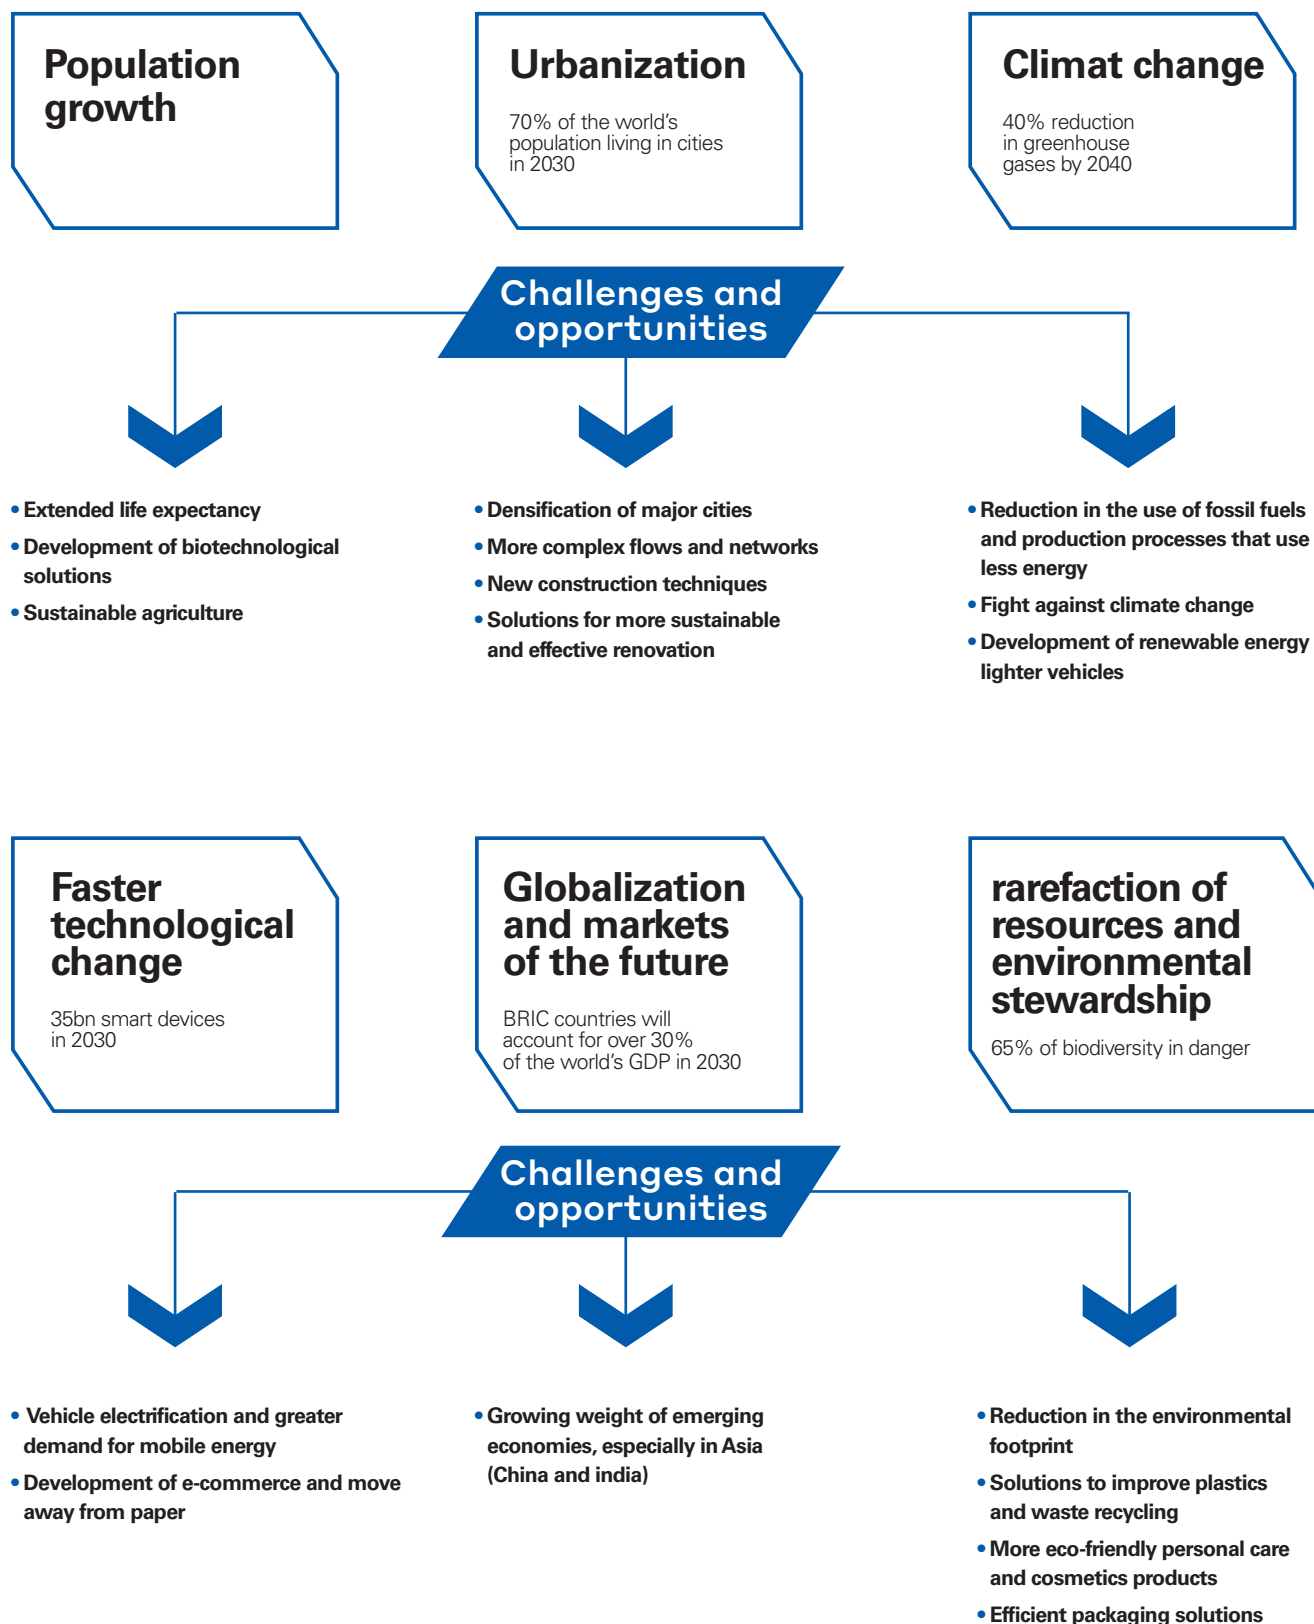 Population
growth
Urbanization
70% of the world's
population living in cities
in 2030
Climat change
40% reduction
in greenhouse
gases by 2040
Challenges and
opportunities
• Extended life expectancy
• Development of biotechnological
solutions
• Sustainable agriculture
• Densification of major cities
• More complex flows and networks
• New construction techniques
• Solutions for more sustainable
and effective renovation
• Reduction in the use of fossil fuels
and production processes that use
less energy
• Fight against climate change
• Development of renewable energy
lighter vehicles
Faster
technological
change
35bn smart devices
in 2030
Globalization
and markets
of the future
BRIC countries will
account for over 30%
of the world's GDP in 2030
rarefaction of
resources and
environmental
stewardship
65% of biodiversity in danger
Challenges and
opportunities
• Vehicle electrification and greater
demand for mobile energy
• Development of e-commerce and move
away from paper
• Growing weight of emerging
economies, especially in Asia
(China and india)
• Reduction in the environmental
footprint
• Solutions to improve plastics
and waste recycling
• More eco-friendly personal care
and cosmetics products
• Efficient packaging solutions